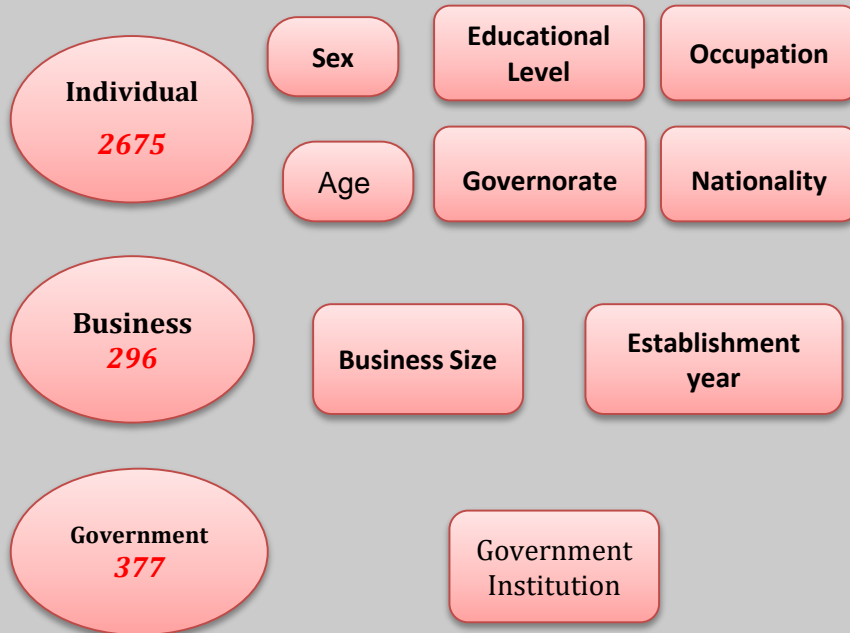 Individual
2675
Sex
Educational
Level
Occupation
Age
Governorate
Nationality
Business
296
Business Size
Establishment
year
Government
377
Government
Institution